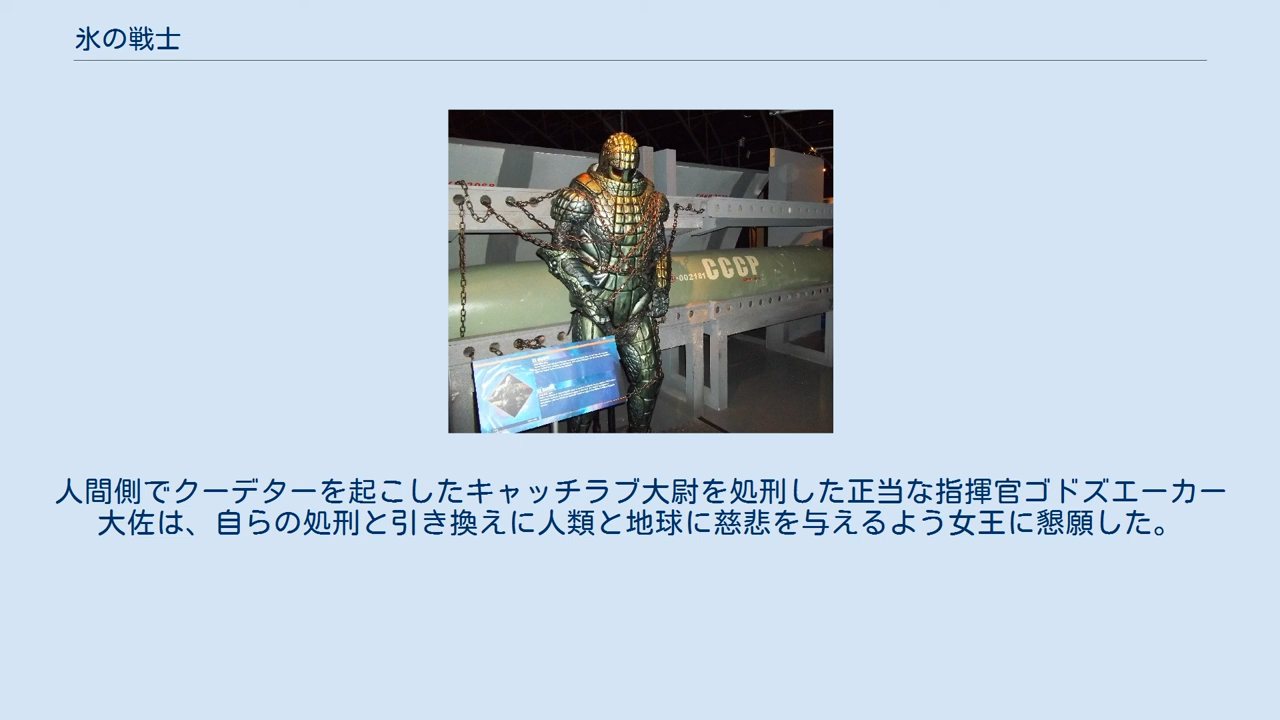 氷の戦士
CCCP
人間側でクーデターを起こしたキャッチラブ大尉を処刑した正当な指揮官ゴドズエーカー
大佐は、自らの処刑と引き換えに人類と地球に慈悲を与えるよう女王に懇願した。